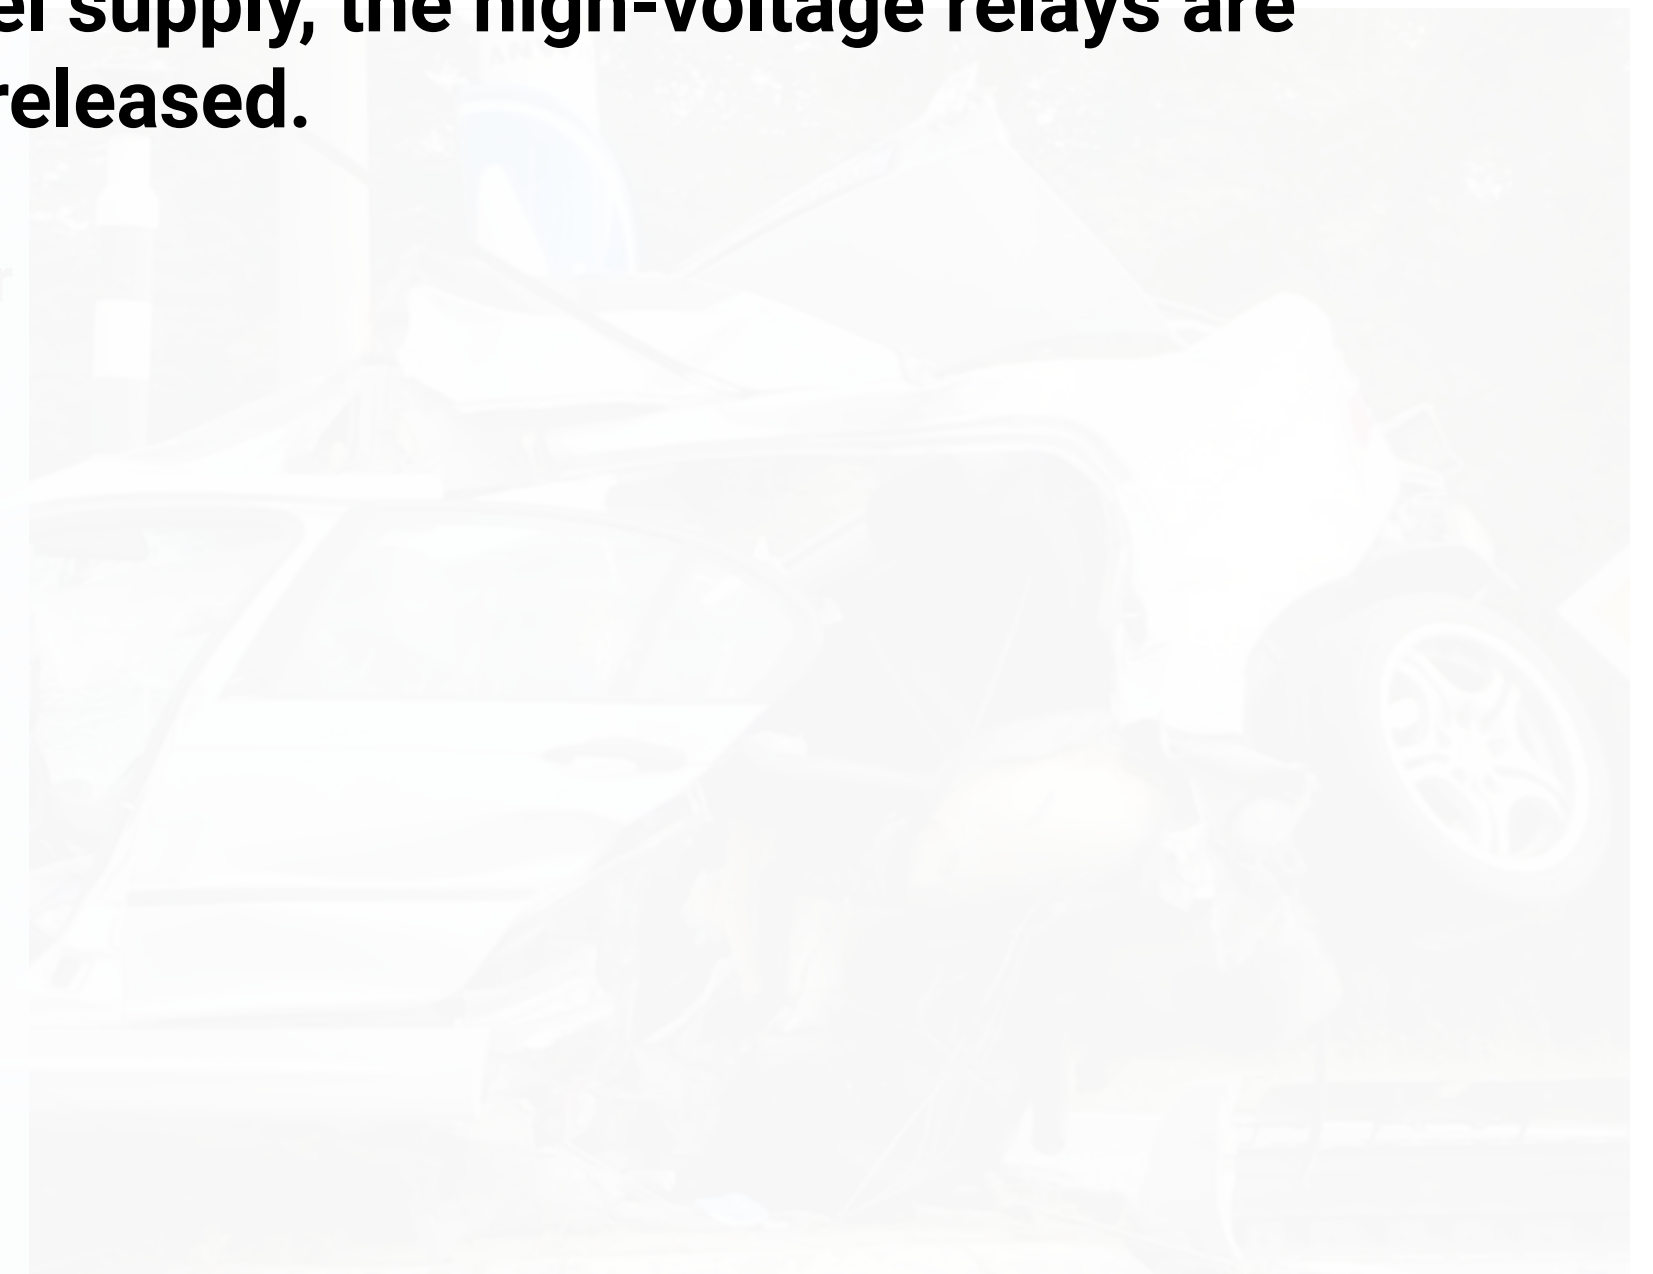 supply, the high-voltage relays are
released.